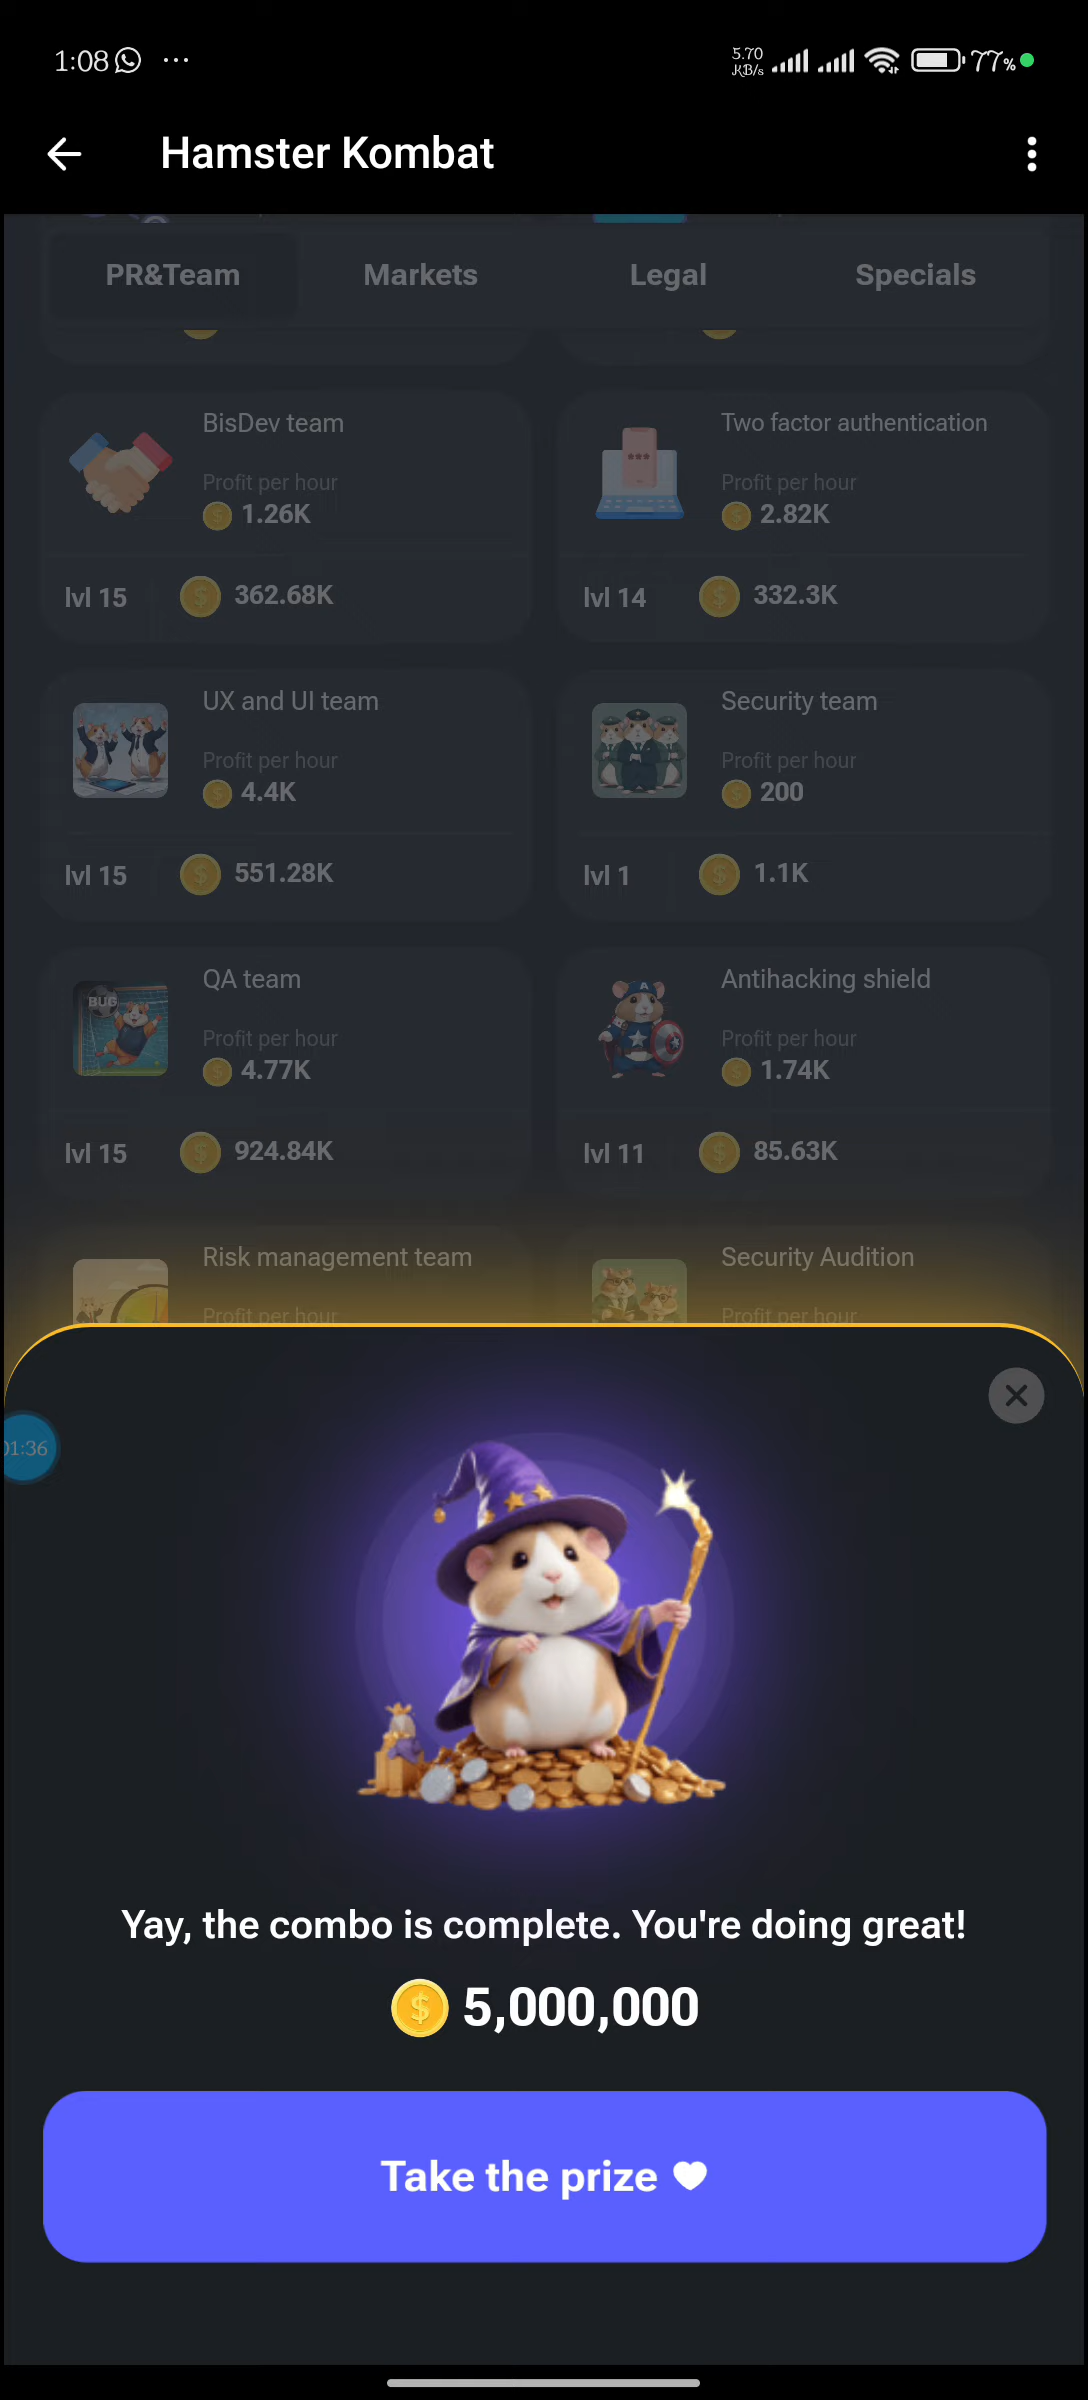 1:08 ... 5.70 KB/s 77%
Hamster Kombat
PR&Team Markets Legal Specials
BisDev team
Profit per hour
1.26K
lvl 15 362.68K
Two factor authentication
Profit per hour
2.82K
lvl 14 332.3K
UX and UI team
Profit per hour
4.4K
lvl 15 551.28K
Security team
Profit per hour
200
lvl 1 1.1K
BUG
QA team
Profit per hour
4.77K
lvl 15 924.84K
A
Antihacking shield
Profit per hour
1.74K
lvl 11 85.63K
Risk management team
Profit per hour
Security Audition
Profit per hour
01:36
Yay, the combo is complete. You're doing great!
$ 5,000,000
Take the prize